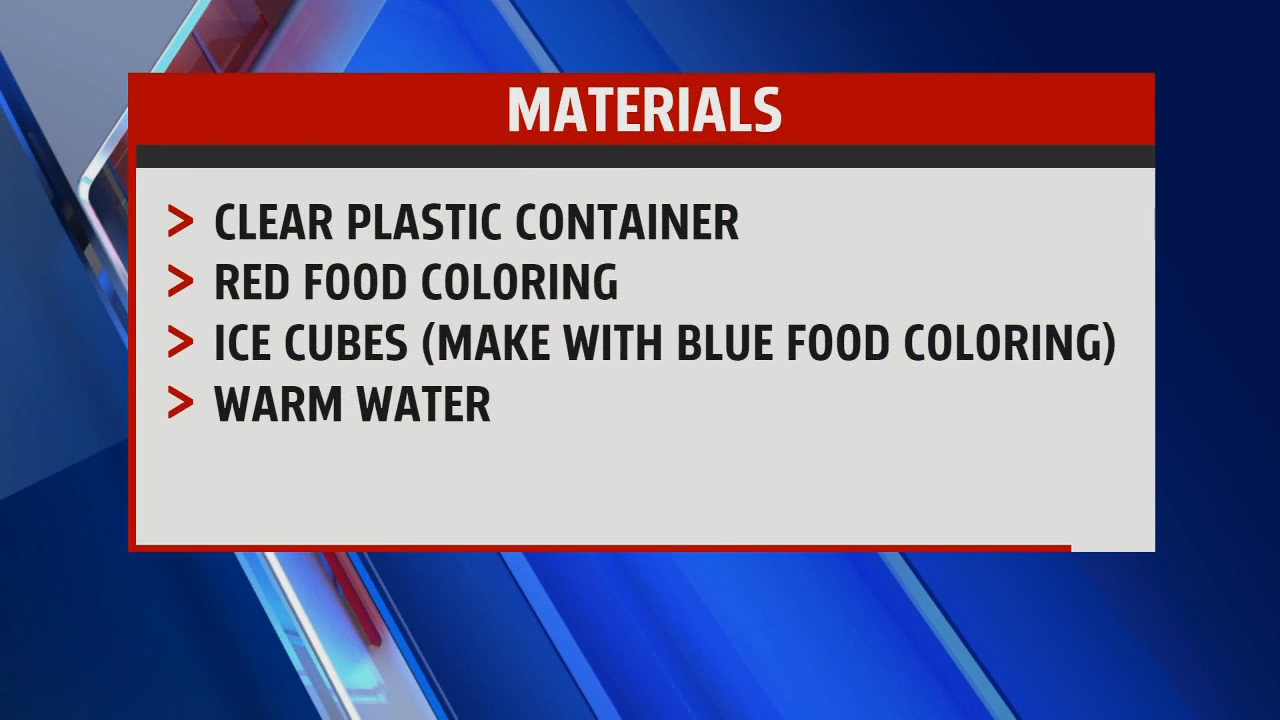 MATERIALS
> CLEAR PLASTIC CONTAINER
> RED FOOD COLORING
> ICE CUBES (MAKE WITH BLUE FOOD COLORING)
> WARM WATER